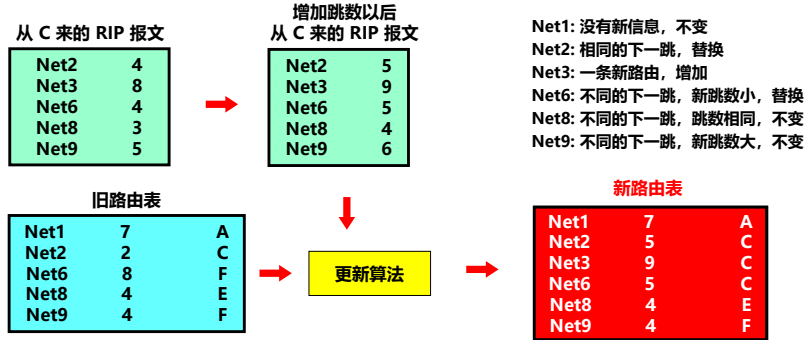 从 C 来的 RIP 报文
Net2 4
Net3 8
Net6 4
Net8 3
Net9 5
增加跳数以后
从 C 来的 RIP 报文
Net2 5
Net3 9
Net6 5
Net8 4
Net9 6
Net1: 没有新信息，不变
Net2: 相同的下一跳，替换
Net3: 一条新路由，增加
Net6: 不同的下一跳，新跳数小，替换
Net8: 不同的下一跳，跳数相同，不变
Net9: 不同的下一跳，新跳数大，不变
旧路由表
Net1 7 A
Net2 2 C
Net6 8 F
Net8 4 E
Net9 4 F
更新算法
新路由表
Net1 7 A
Net2 5 C
Net3 9 C
Net6 5 C
Net8 4 E
Net9 4 F